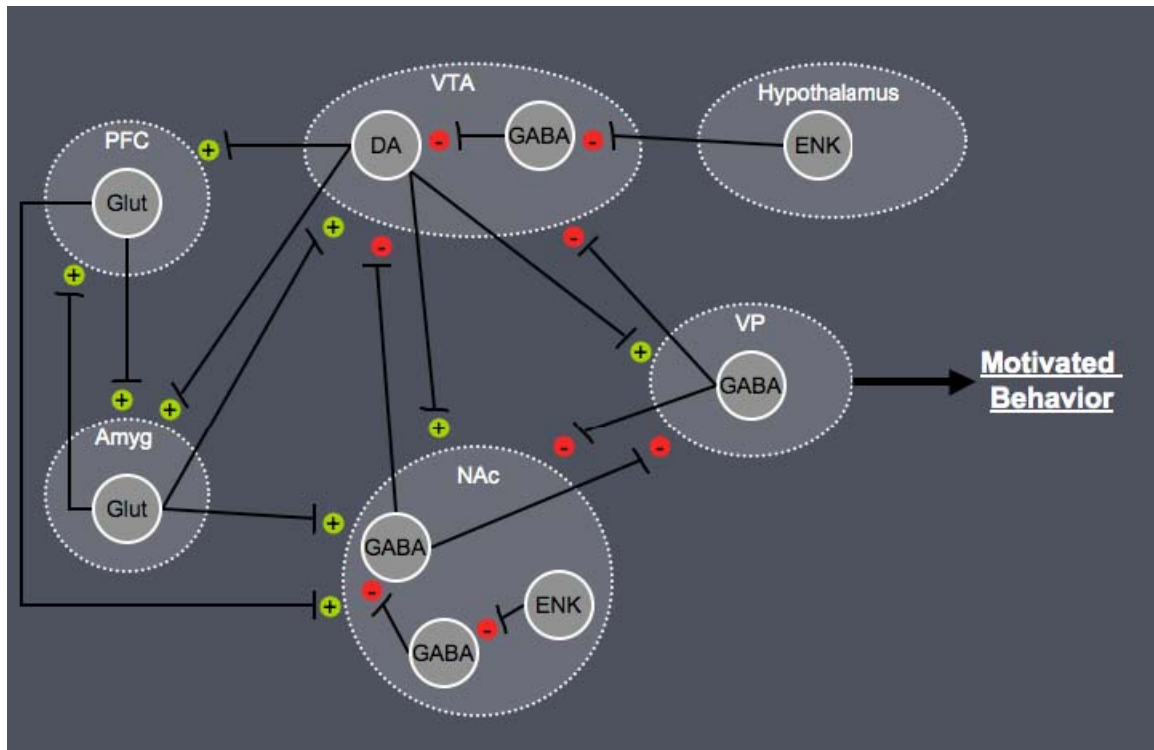 VTA
Hypothalamus
PFC
DA
-
GABA
-
ENK
+
Glut
+
-
-
+
VP
+
GABA
Motivated
Behavior
+
+
Amyg
+
-
-
NAc
Glut
+
GABA
-
ENK
+
-
GABA